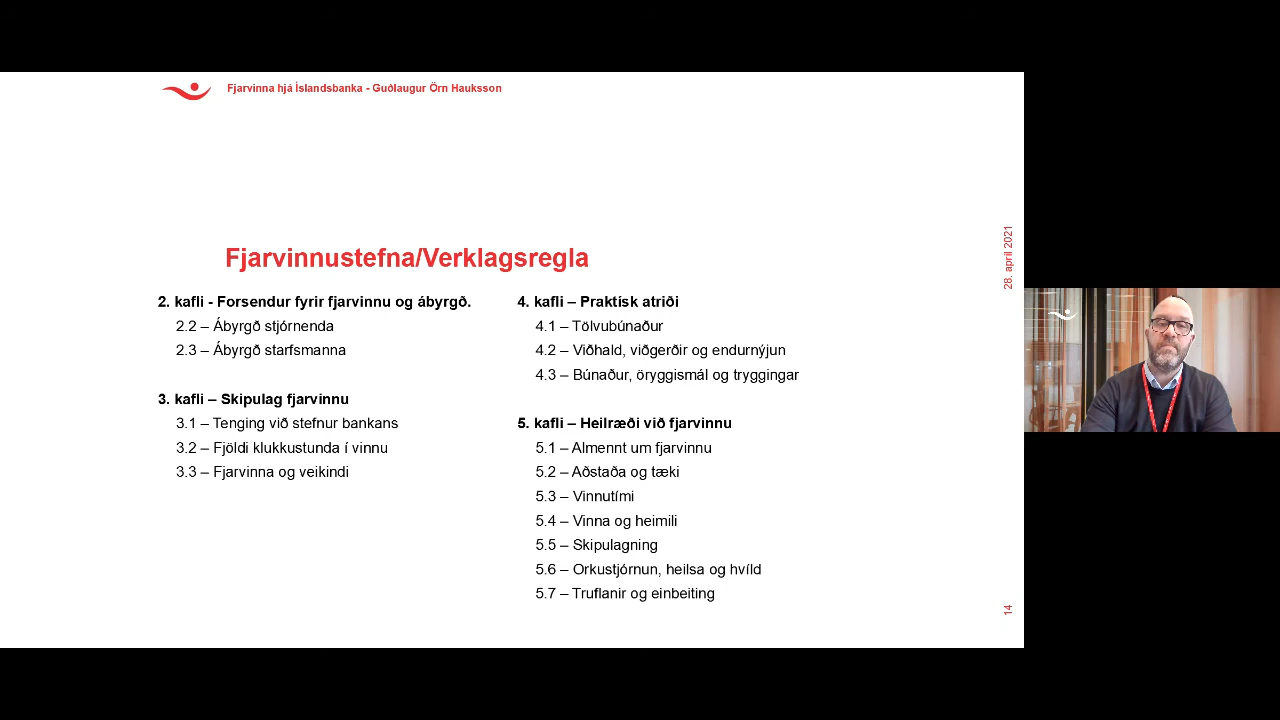 Fjarvinna hjá Íslandsbanka - Guðlaugur Örn Hauksson
Fjarvinnustefna/Verklagsregla
2. kafli - Forsendur fyrir fjarvinnu og ábyrgð.
2.2 – Ábyrgð stjórnenda
2.3 – Ábyrgð starfsmanna
3. kafli – Skipulag fjarvinnu
3.1 – Tenging við stefnur bankans
3.2 – Fjöldi klukkustunda í vinnu
3.3 – Fjarvinna og veikindi
4. kafli – Praktísk atriði
4.1 – Tölvubúnaður
4.2 – Viðhald, viðgerðir og endurnýjun
4.3 – Búnaður, öryggismál og tryggingar
5. kafli – Heilræði við fjarvinnu
5.1 – Almennt um fjarvinnu
5.2 – Aðstaða og tæki
5.3 – Vinnutími
5.4 – Vinna og heimili
5.5 – Skipulagning
5.6 – Orkustjórnun, heilsa og hvíld
5.7 – Truflanir og einbeiting
28. apríl 2021
14